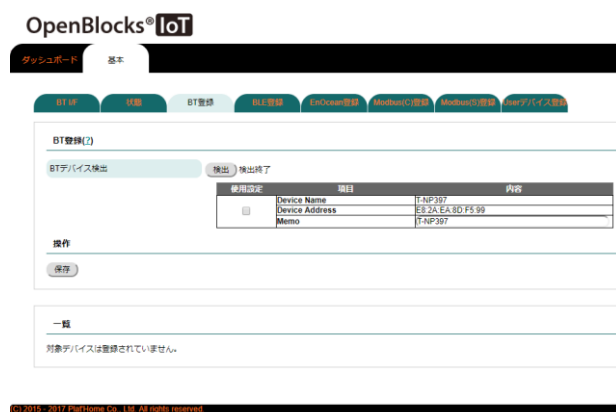 OpenBlocks® IoT
ダッシュボード 基本
BT I/F 状態 BT登録 BLE登録 EnOcean登録 Modbus(C)登録 Modbus(S)登録 Userデバイス登録
BT登録(?)
BTデバイス検出 検出 検出終了
使用設定 項目 内容
Device Name T-NP397
Device Address E8:2A:EA:8D:F5:99
Memo T-NP397
操作
保存
一覧
対象デバイスは登録されていません。
(C) 2015 - 2017 Plat'Home Co., Ltd. All rights reserved.